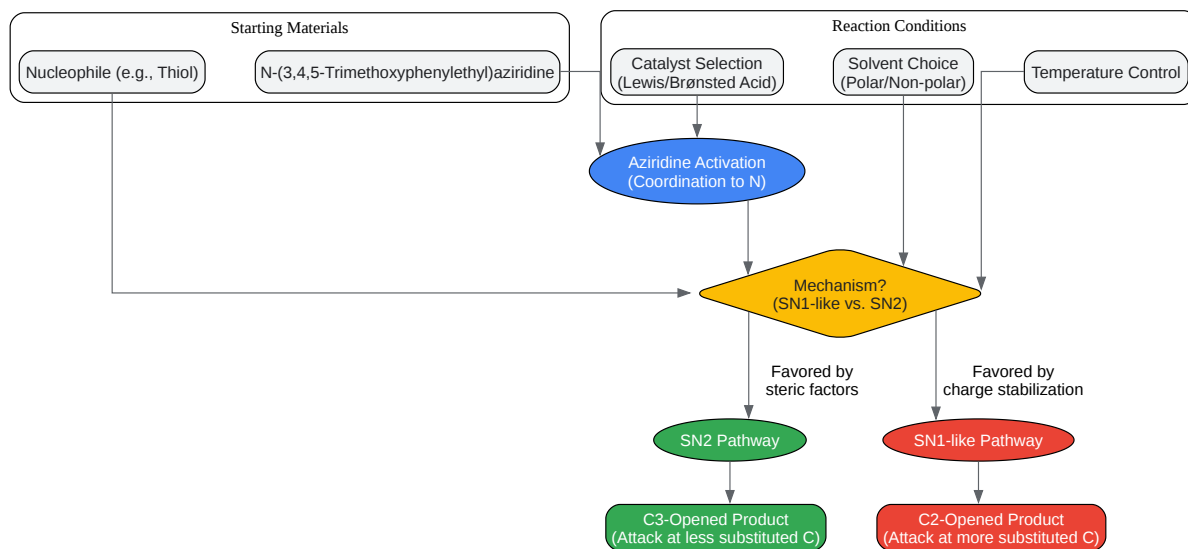 Starting Materials
Reaction Conditions
Nucleophile (e.g., Thiol)
N-(3,4,5-Trimethoxyphenylethyl)aziridine
Catalyst Selection
(Lewis/Brønsted Acid)
Solvent Choice
(Polar/Non-polar)
Temperature Control
Aziridine Activation
(Coordination to N)
Mechanism?
(SN1-like vs. SN2)
Favored by
steric factors
Favored by
charge stabilization
SN2 Pathway
SN1-like Pathway
C3-Opened Product
(Attack at less substituted C)
C2-Opened Product
(Attack at more substituted C)